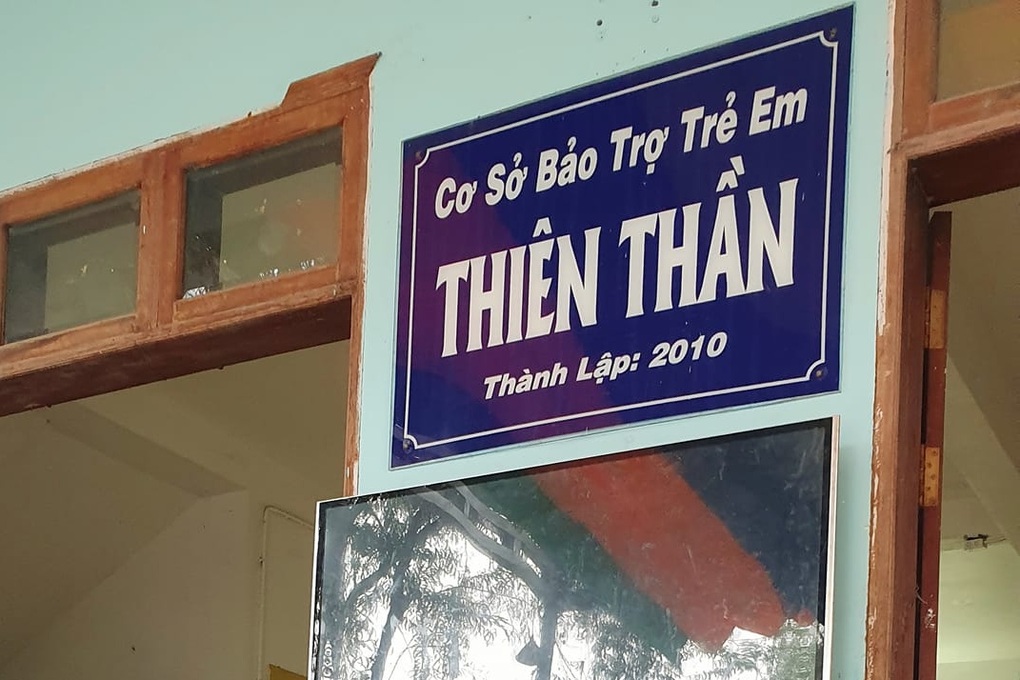 Cơ Sở Bảo Trợ Trẻ Em
THIÊN THẦN
Thành Lập: 2010